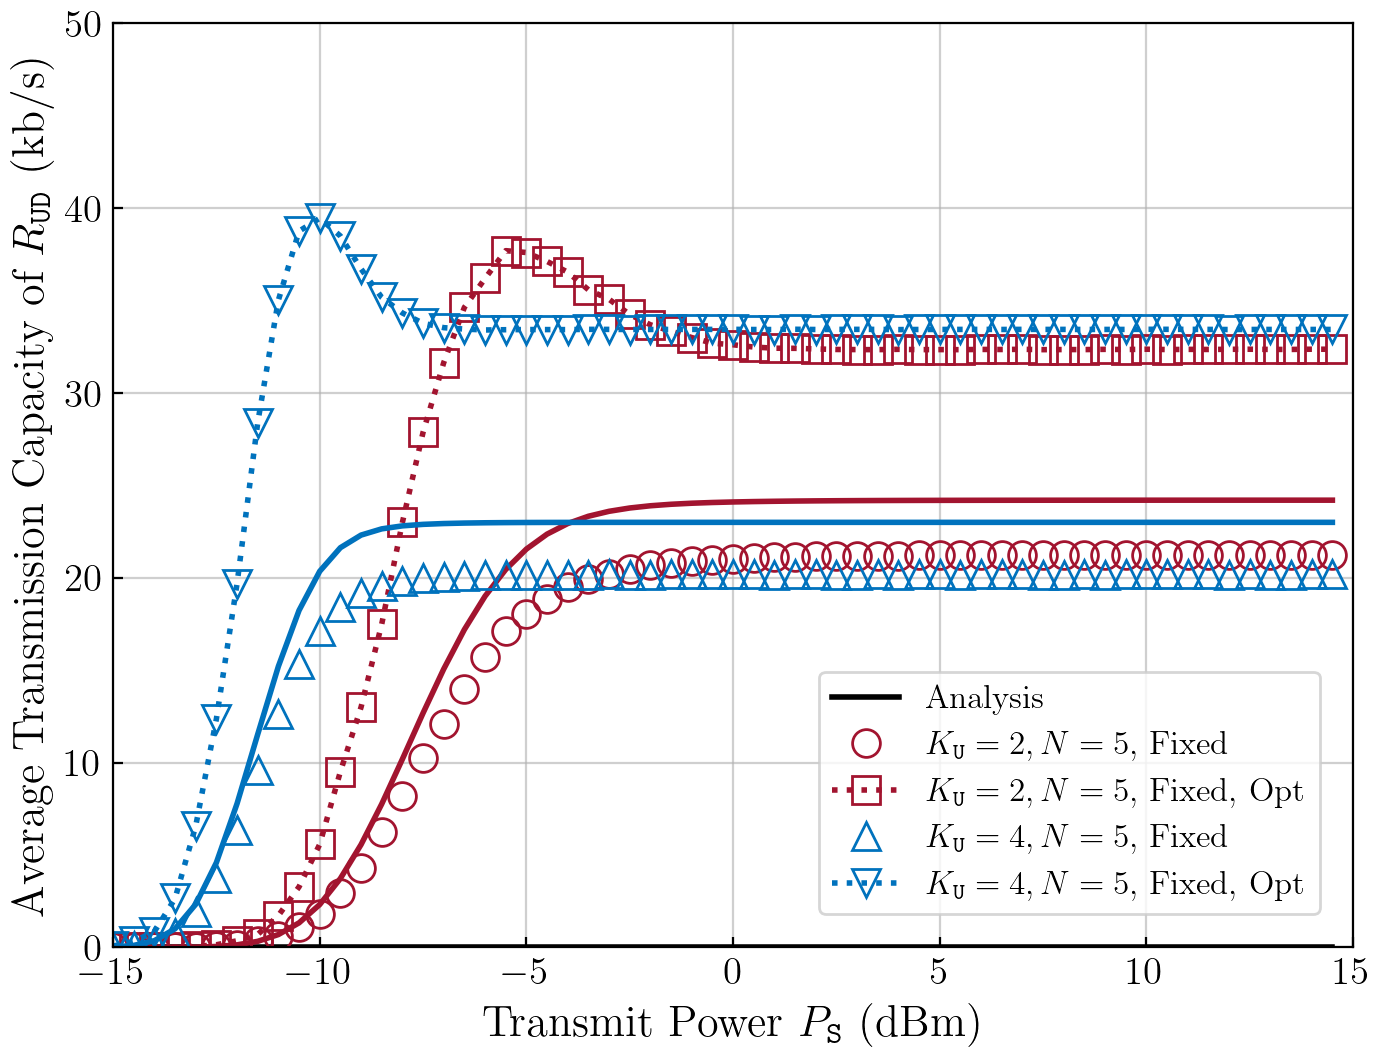 Average Transmission Capacity of R_UD (kb/s)
50
40
30
20
10
0
−15
−10
−5
0
5
10
15
Transmit Power P_S (dBm)
Analysis
K_U = 2, N = 5, Fixed
K_U = 2, N = 5, Fixed, Opt
K_U = 4, N = 5, Fixed
K_U = 4, N = 5, Fixed, Opt